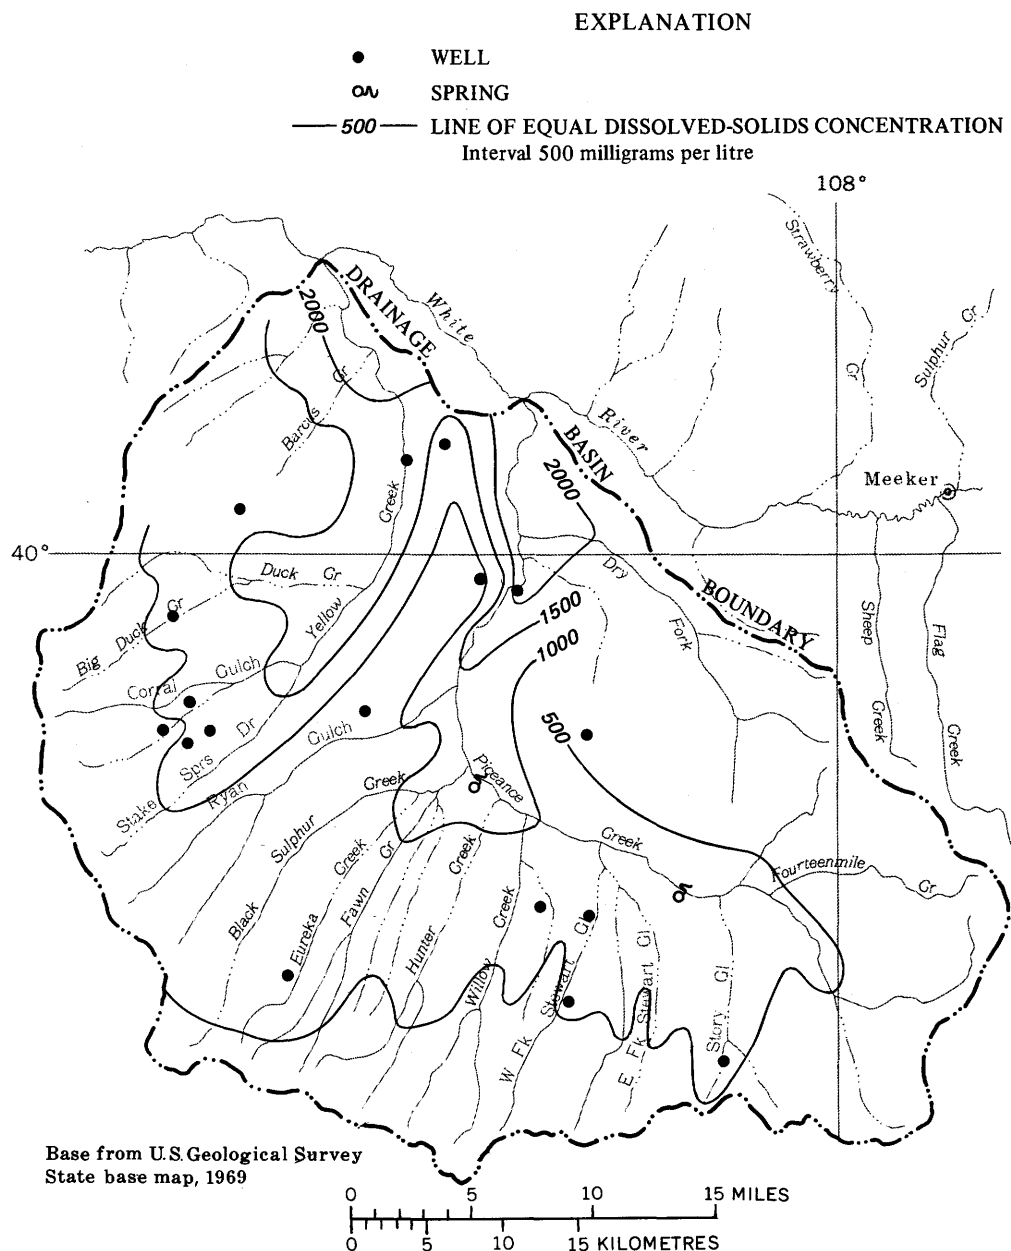 EXPLANATION
WELL
SPRING
500 LINE OF EQUAL DISSOLVED-SOLIDS CONCENTRATION
Interval 500 milligrams per litre
108°
Strawberry
Cr
Sulphur Cr
2000
DRAINAGE
White
River
BASIN
Barcus Cr
2000
Meeker
Creek
40°
Duck Cr
Dry
Fork
BOUNDARY
1500
1000
Yellow
Big Duck Cr
Sheep
Creek
Flag
Creek
Corral Gulch
500
Stake Sprs Dr
Ryan Gulch
Piceance
Creek
Black Sulphur Creek
Fourteenmile Cr
Eureka Creek
Fawn Cr
Hunter Creek
Willow Creek
W Fk Stewart Gl
E Fk Stewart Gl
Story Gl
Base from U.S. Geological Survey
State base map, 1969
0 5 10 15 MILES
0 5 10 15 KILOMETRES